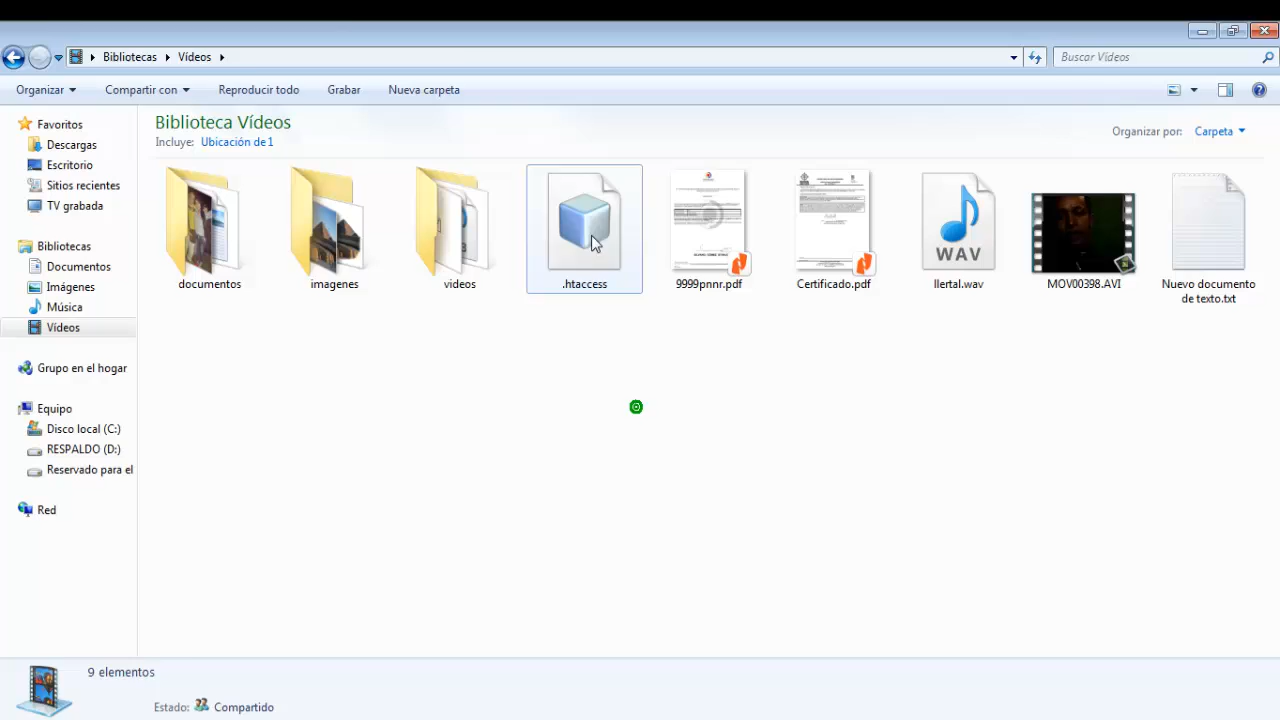 Bibliotecas Vídeos
Buscar Vídeos
Organizar Compartir con Reproducir todo Grabar Nueva carpeta
Biblioteca Vídeos
Incluye: Ubicación de1
Organizar por: Carpeta
Favoritos
Descargas
Escritorio
Sitios recientes
TV grabada
Bibliotecas
Documentos
Imágenes
Música
Vídeos
Grupo en el hogar
Equipo
Disco local (C:)
RESPALDO (D:)
Reservado para el
Red
documentos
imagenes
videos
.htaccess
9999pnnr.pdf
Certificado.pdf
WAV
llertal.wav
MOV00398.AVI
Nuevo documento
de texto.txt
9 elementos
Estado: Compartido